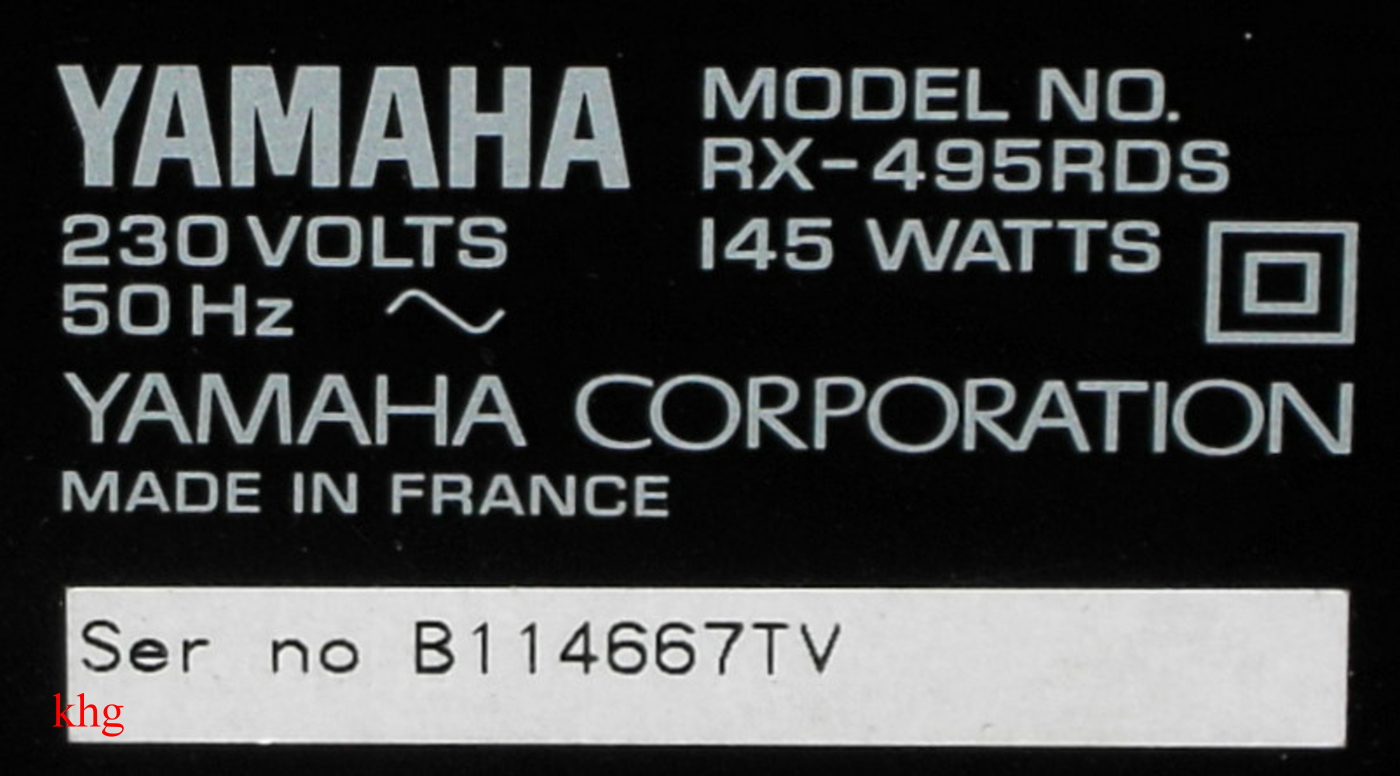 YAMAHA
MODEL NO.
RX-495RDS
230 VOLTS
145 WATTS
50 Hz
YAMAHA CORPORATION
MADE IN FRANCE
Ser no B114667TV
khg